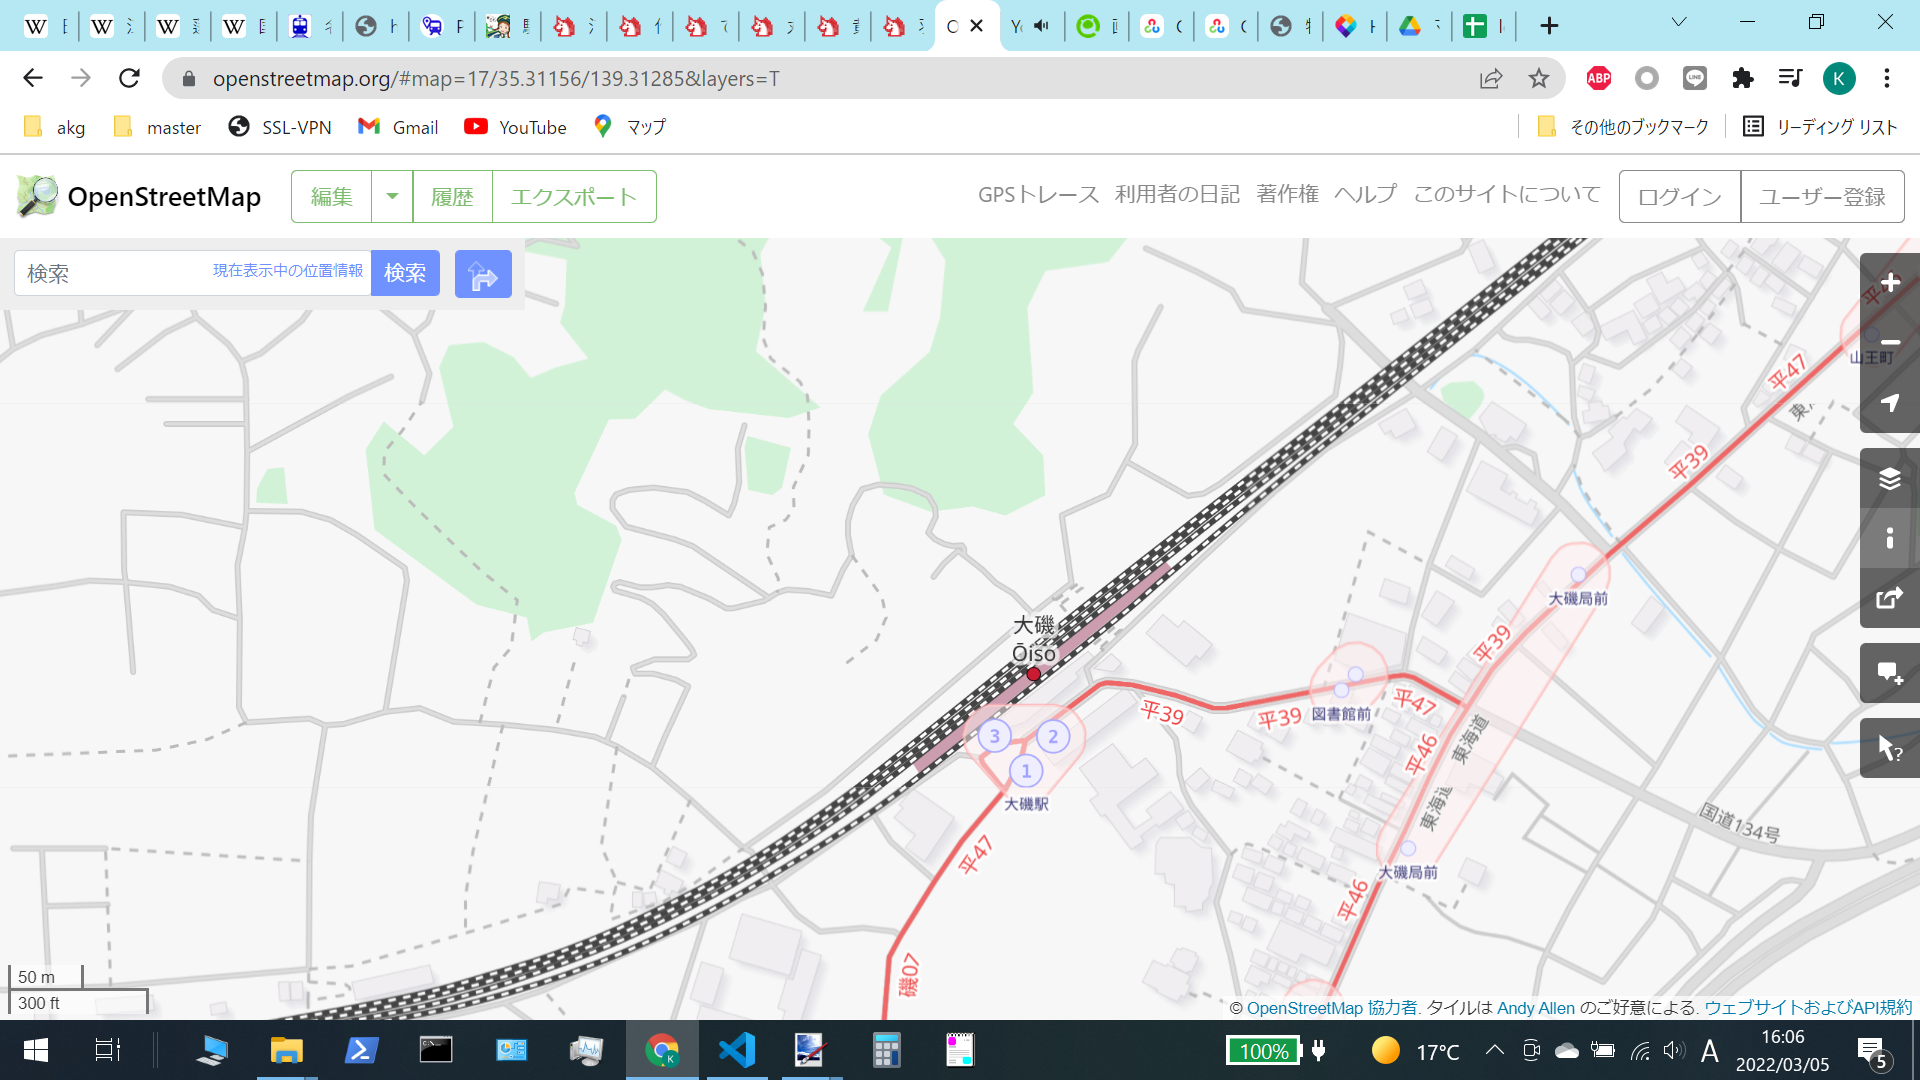 openstreetmap.org/#map=17/35.31156/139.31285&layers=T
ABP
LINE
K
akg
master
SSL-VPN
Gmail
YouTube
マップ
その他のブックマーク
リーディング リスト
OpenStreetMap
編集
履歴
エクスポート
GPSトレース
利用者の日記
著作権
ヘルプ
このサイトについて
ログイン
ユーザー登録
検索
現在表示中の位置情報
検索
山王町
平47
平39
大磯局前
大磯
Ōiso
平39
平39
平39
図書館前
平47
3
2
1
大磯駅
平46
東海道
東海道
国道134号
平47
大磯局前
平46
磯07
50 m
300 ft
© OpenStreetMap 協力者. タイルは Andy Allen のご好意による. ウェブサイトおよびAPI規約
100%
17°C
A
16:06
2022/03/05
5